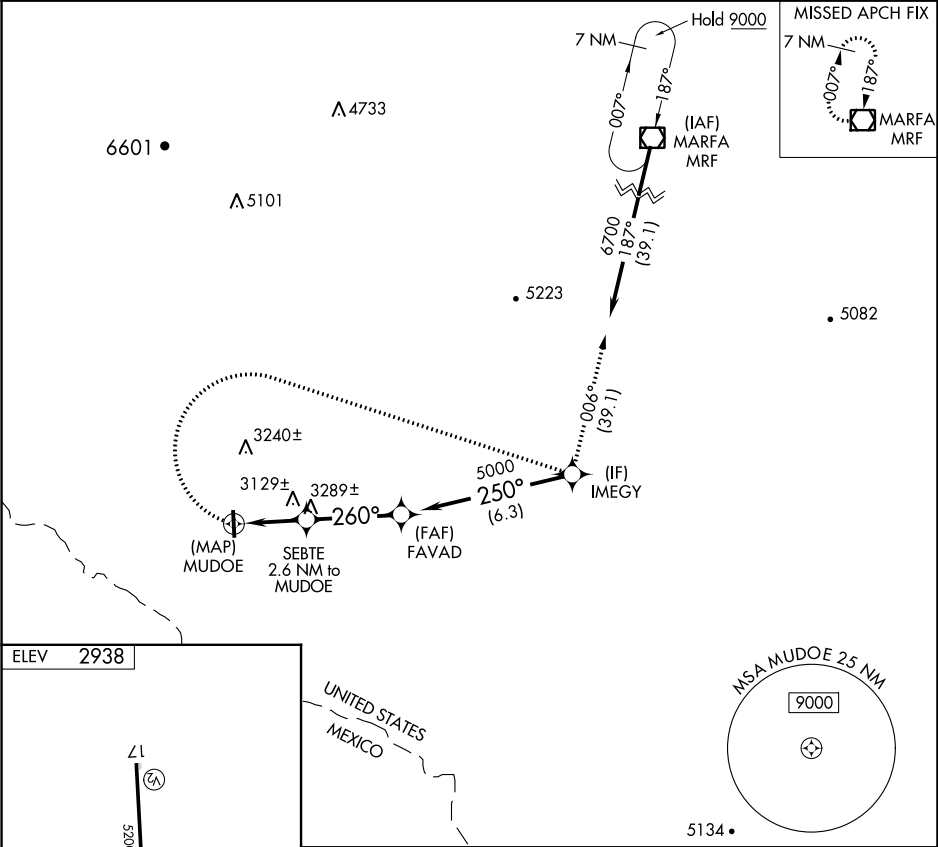 Hold 9000
7 NM
007°
187°
(IAF)
MARFA
MRF
MISSED APCH FIX
7 NM
007°
187°
MARFA
MRF
4733
6601
5101
6700
187°
(39.1)
5223
5082
006°
(39.1)
3240±
3129±
3289±
5000
250°
(6.3)
(IF)
IMEGY
260°
(FAF)
FAVAD
(MAP)
MUDOE
SEBTE
2.6 NM to
MUDOE
ELEV 2938
17
V2
UNITED STATES
MEXICO
MSA MUDOE 25 NM
9000
5134